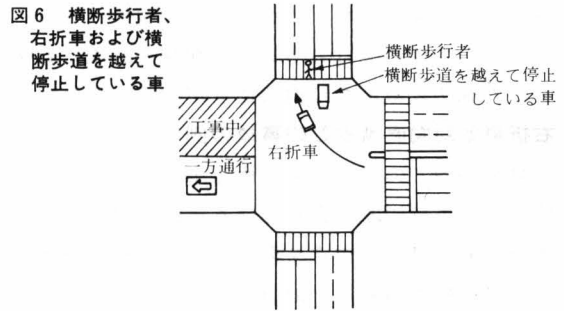 図6 横断歩行者、
右折車および横
断歩道を越えて
停止している車
横断歩行者
横断歩道を越えて停止
している車
工事中
右折車
一方通行